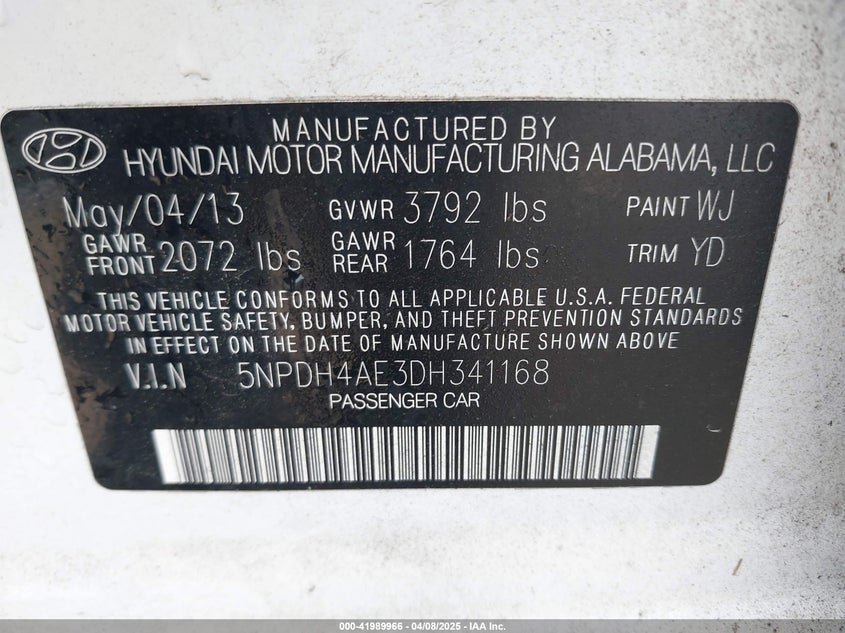 MANUFACTURED BY
HYUNDAI MOTOR MANUFACTURING ALABAMA, LLC
May/04/13 GVWR 3792 lbs PAINT WJ
GAWR FRONT 2072 lbs GAWR REAR 1764 lbs TRIM YD
THIS VEHICLE CONFORMS TO ALL APPLICABLE U.S.A. FEDERAL
MOTOR VEHICLE SAFETY, BUMPER, AND THEFT PREVENTION STANDARDS
IN EFFECT ON THE DATE OF MANUFACTURE SHOWN ABOVE.
V.I.N 5NPDH4AE3DH341168
PASSENGER CAR
000-41989966 - 04/08/2025 - IAA Inc.